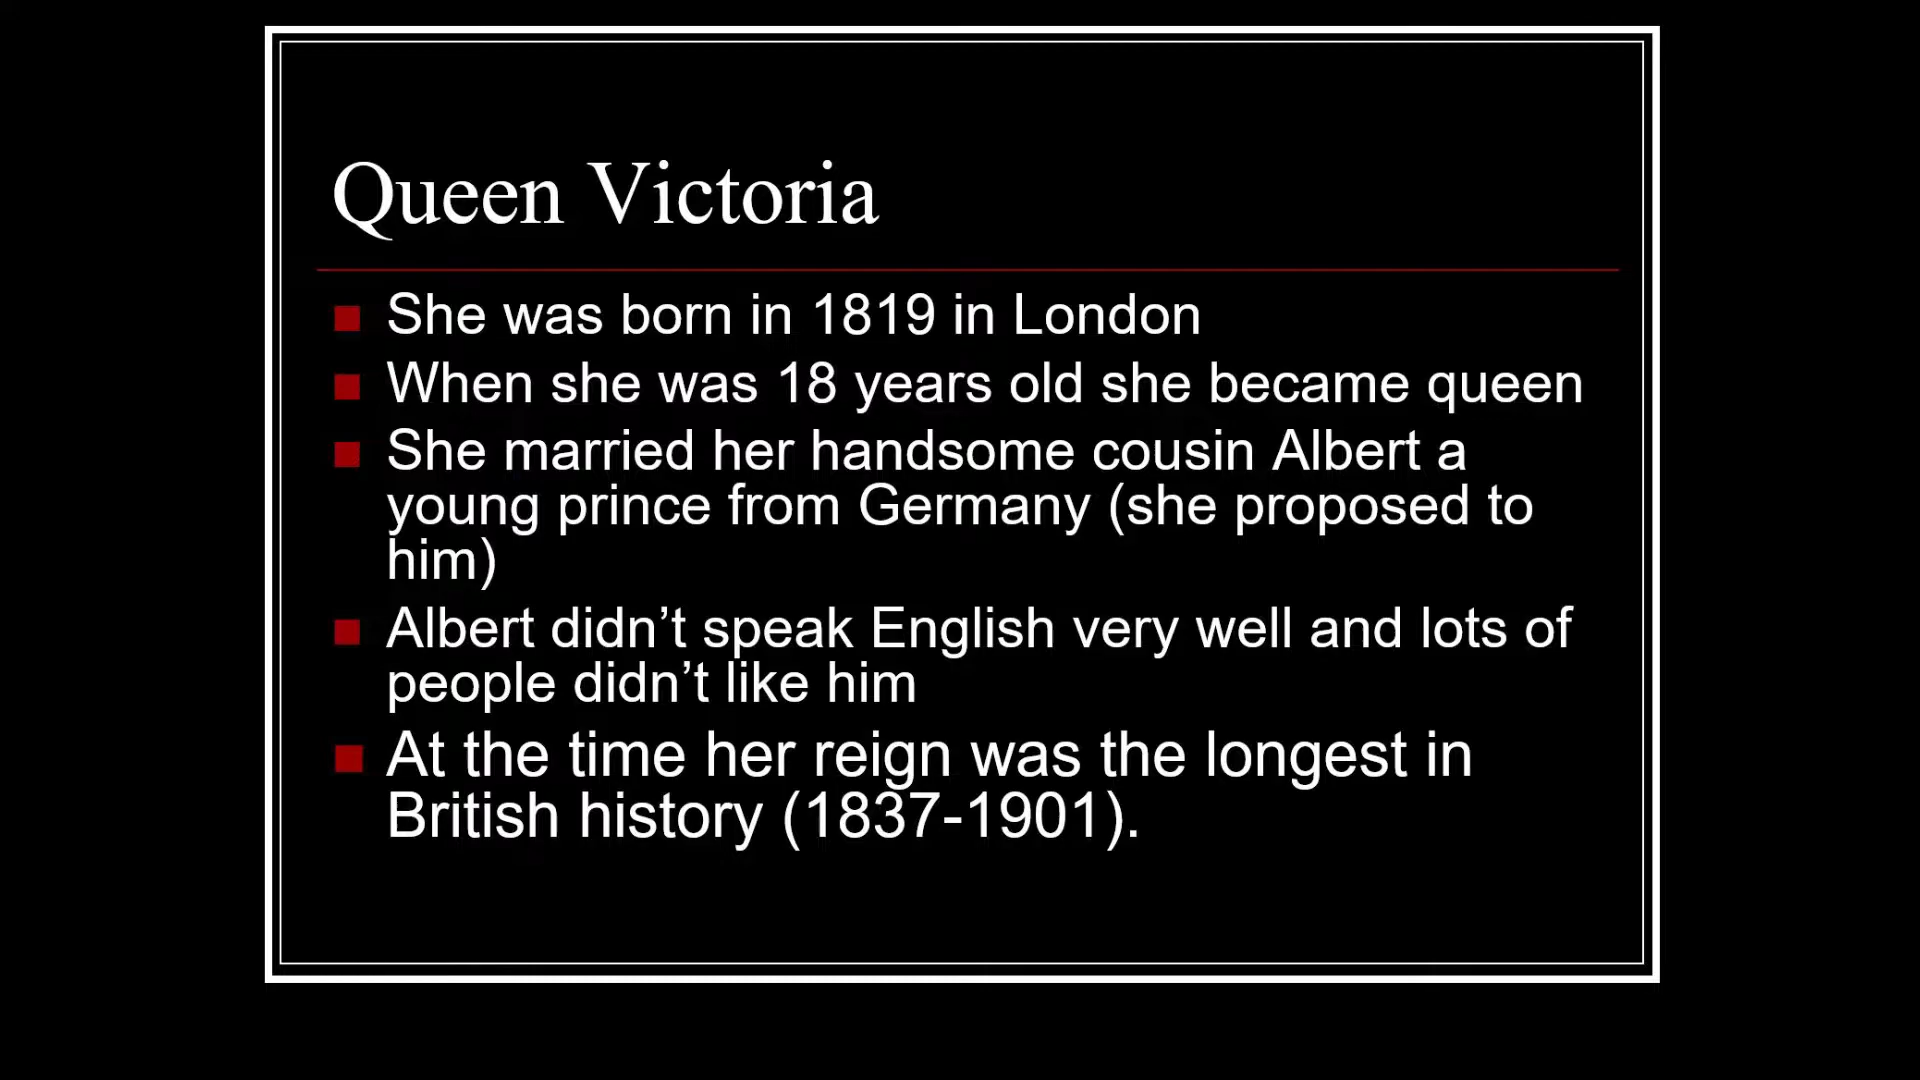 Queen Victoria
She was born in 1819 in London
When she was 18 years old she became queen
She married her handsome cousin Albert a
young prince from Germany (she proposed to
him)
Albert didn’t speak English very well and lots of
people didn’t like him
At the time her reign was the longest in
British history (1837-1901).